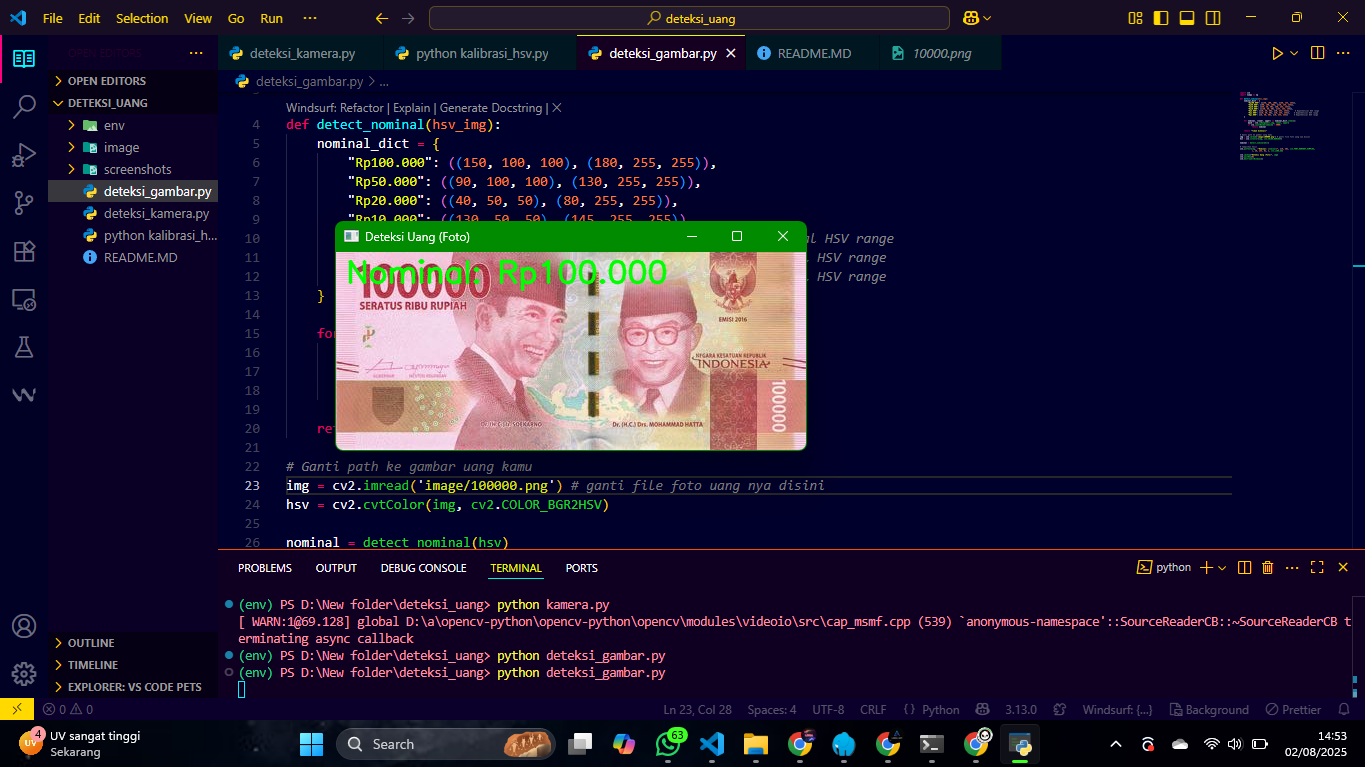 File Edit Selection View Go Run ···
deteksi_uang
OPEN EDITORS ···
OPEN EDITORS
DETEKSI_UANG
env
image
screenshots
deteksi_gambar.py
deteksi_kamera.py
python kalibrasi_h...
README.MD
OUTLINE
TIMELINE
EXPLORER: VS CODE PETS
deteksi_kamera.py
python kalibrasi_hsv.py
deteksi_gambar.py
README.MD
10000.png
deteksi_gambar.py > ...
Windsurf: Refactor | Explain | Generate Docstring | ×
4 def detect_nominal(hsv_img):
5 nominal_dict = {
6 "Rp100.000": ((150, 100, 100), (180, 255, 255)),
7 "Rp50.000": ((90, 100, 100), (130, 255, 255)),
8 "Rp20.000": ((40, 50, 50), (80, 255, 255)),
9 "Rp10.000": ((130, 50, 50), (145, 255, 255)),
10 HSV range
11 HSV range
12 HSV range
13 }
14
15 fo
16
17
18
19
20 re
21
22 # Ganti path ke gambar uang kamu
23 img = cv2.imread('image/100000.png') # ganti file foto uang nya disini
24 hsv = cv2.cvtColor(img, cv2.COLOR_BGR2HSV)
25
26 nominal = detect_nominal(hsv)
Deteksi Uang (Foto)
Nominal: Rp100.000
100000
SERATUS RIBU RUPIAH
EMISI 2016
NEGARA KESATUAN REPUBLIK
INDONESIA
Dr. (H.C.) Drs. MOHAMMAD HATTA
100000
PROBLEMS OUTPUT DEBUG CONSOLE TERMINAL PORTS
python
(env) PS D:\New folder\deteksi_uang> python kamera.py
[ WARN:1@69.128] global D:\a\opencv-python\opencv-python\opencv\modules\videoio\src\cap_msmf.cpp (539) `anonymous-namespace'::SourceReaderCB::~SourceReaderCB t
erminating async callback
(env) PS D:\New folder\deteksi_uang> python deteksi_gambar.py
(env) PS D:\New folder\deteksi_uang> python deteksi_gambar.py
0 0
Ln 23, Col 28 Spaces: 4 UTF-8 CRLF {} Python 3.13.0 Windsurf: {...} Background Prettier
4
UV
UV sangat tinggi
Sekarang
Search
63
14:53
02/08/2025